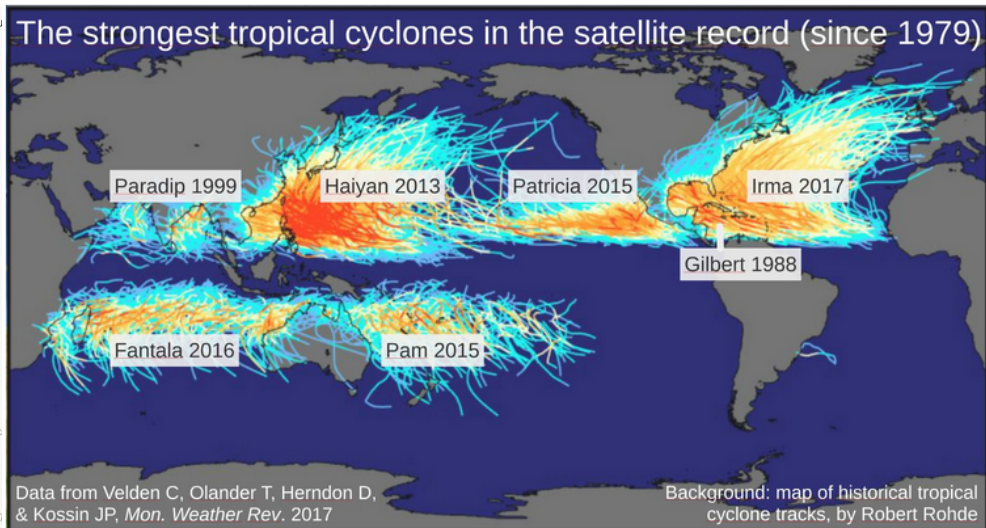 The strongest tropical cyclones in the satellite record (since 1979)
Paradip 1999
Haiyan 2013
Patricia 2015
Irma 2017
Gilbert 1988
Fantala 2016
Pam 2015
Data from Velden C, Olander T, Herndon D,
& Kossin JP, Mon. Weather Rev. 2017
Background: map of historical tropical
cyclone tracks, by Robert Rohde